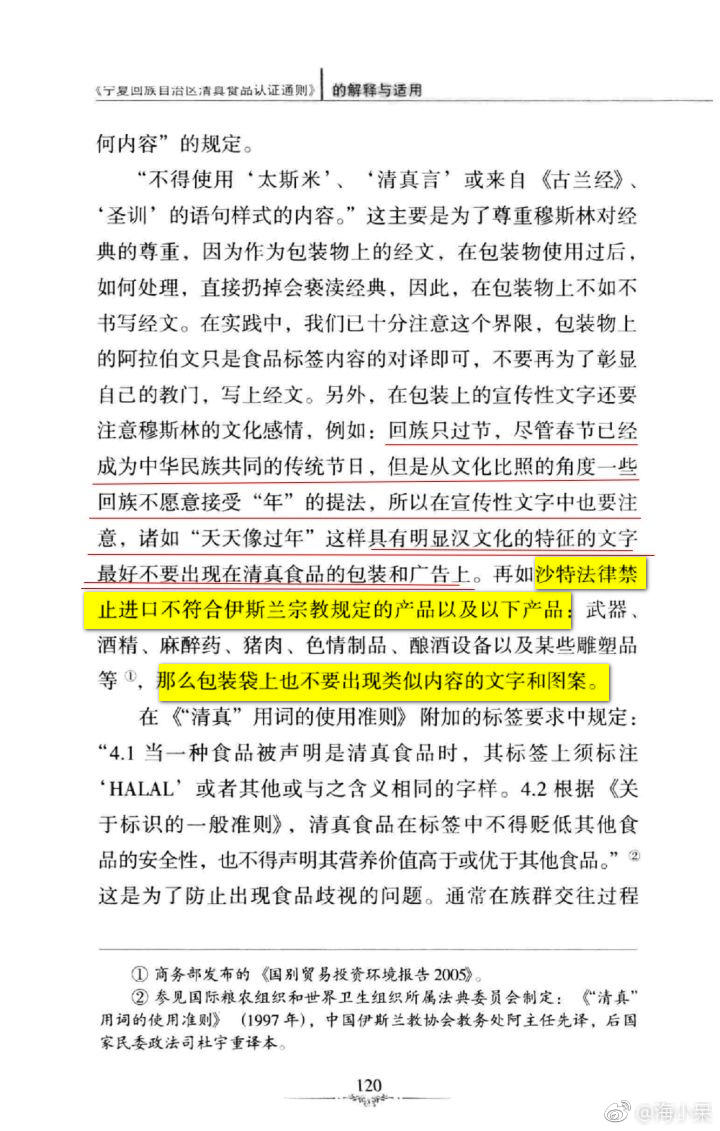 《宁夏回族自治区清真食品认证通则》 的解释与适用
何内容”的规定。
“不得使用‘太斯米’、‘清真言’或来自《古兰经》、
‘圣训’的语句样式的内容。”这主要是为了尊重穆斯林对经
典的尊重，因为作为包装物上的经文，在包装物使用过后，
如何处理，直接扔掉会亵渎经典，因此，在包装物上不如不
书写经文。在实践中，我们已十分注意这个界限，包装物上
的阿拉伯文只是食品标签内容的对译即可，不要再为了彰显
自己的教门，写上经文。另外，在包装上的宣传性文字还要
注意穆斯林的文化感情，例如：回族只过节，尽管春节已经
成为中华民族共同的传统节日，但是从文化比照的角度一些
回族不愿意接受“年”的提法，所以在宣传性文字中也要注
意，诸如“天天像过年”这样具有明显汉文化的特征的文字
最好不要出现在清真食品的包装和广告上。再如沙特法律禁
止进口不符合伊斯兰宗教规定的产品以及以下产品：武器、
酒精、麻醉药、猪肉、色情制品、酿酒设备以及某些雕塑品
等①，那么包装袋上也不要出现类似内容的文字和图案。
在《“清真”用词的使用准则》附加的标签要求中规定：
“4.1 当一种食品被声明是清真食品时，其标签上须标注
‘HALAL’或者其他或与之含义相同的字样。4.2 根据《关
于标识的一般准则》，清真食品在标签中不得贬低其他食
品的安全性，也不得声明其营养价值高于或优于其他食品。”②
这是为了防止出现食品歧视的问题。通常在族群交往过程
① 商务部发布的《国别贸易投资环境报告2005》。
② 参见国际粮农组织和世界卫生组织所属法典委员会制定：《“清真”
用词的使用准则》（1997年），中国伊斯兰教协会教务处阿主任先译，后国
家民委政法司杜宇重译本。
120
@海小杲